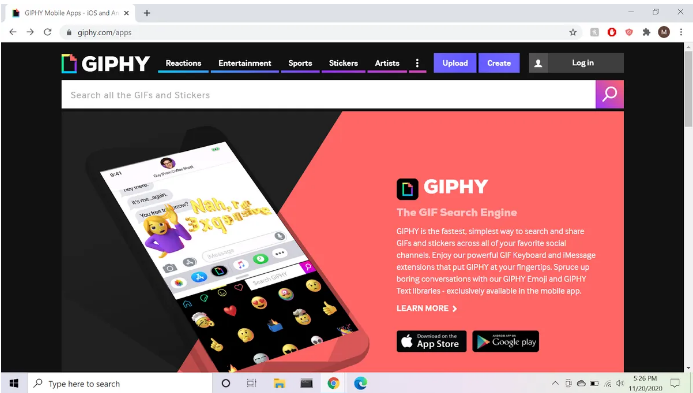 GIPHY Mobile Apps - iOS and An
giphy.com/apps
M
GIPHY
Reactions
Entertainment
Sports
Stickers
Artists
Upload
Create
Log in
Search all the GIFs and Stickers
9:41
hey there
It's me...again.
You free
now?
Nah, I'm
iMessage
Search GIPHY
GIPHY
The GIF Search Engine
GIPHY is the fastest, simplest way to search and share
GIFs and stickers across all of your favorite social
channels. Enjoy our powerful GIF Keyboard and iMessage
extensions that put GIPHY at your fingertips. Spruce up
boring conversations with our GIPHY Emoji and GIPHY
Text libraries - exclusively available in the mobile app.
LEARN MORE
Download on the
App Store
ANDROID APP ON
Google play
Type here to search
5:26 PM
11/20/2020